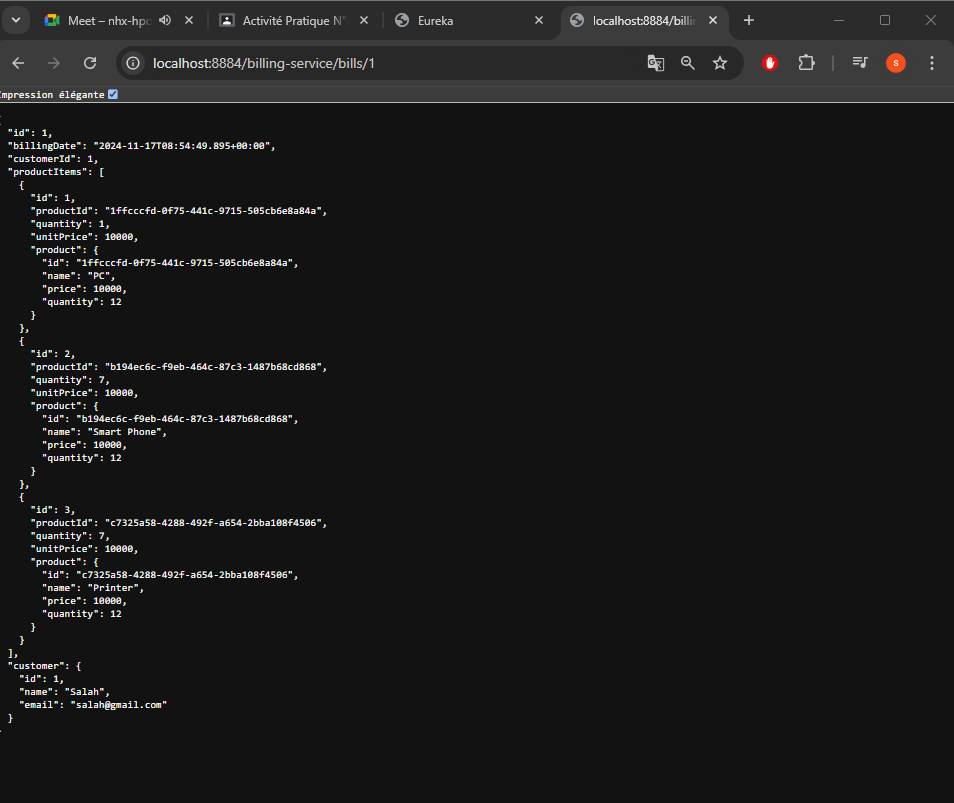 Meet – nhx-hpo
Activité Pratique N°
Eureka
localhost:8884/billin
localhost:8884/billing-service/bills/1
S
Impression élégante
{
"id": 1,
"billingDate": "2024-11-17T08:54:49.895+00:00",
"customerId": 1,
"productItems": [
{
"id": 1,
"productId": "1ffcccfd-0f75-441c-9715-505cb6e8a84a",
"quantity": 1,
"unitPrice": 10000,
"product": {
"id": "1ffcccfd-0f75-441c-9715-505cb6e8a84a",
"name": "PC",
"price": 10000,
"quantity": 12
}
},
{
"id": 2,
"productId": "b194ec6c-f9eb-464c-87c3-1487b68cd868",
"quantity": 7,
"unitPrice": 10000,
"product": {
"id": "b194ec6c-f9eb-464c-87c3-1487b68cd868",
"name": "Smart Phone",
"price": 10000,
"quantity": 12
}
},
{
"id": 3,
"productId": "c7325a58-4288-492f-a654-2bba108f4506",
"quantity": 7,
"unitPrice": 10000,
"product": {
"id": "c7325a58-4288-492f-a654-2bba108f4506",
"name": "Printer",
"price": 10000,
"quantity": 12
}
}
],
"customer": {
"id": 1,
"name": "Salah",
"email": "salah@gmail.com"
}